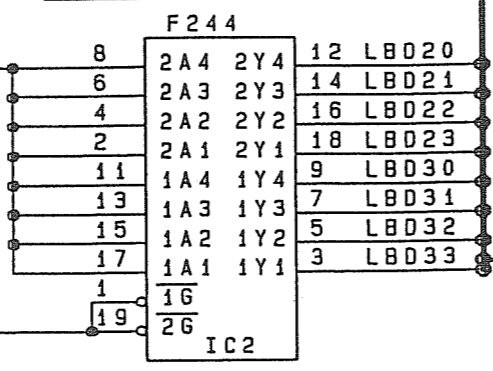 F244
8 2A4 2Y4 12 LBD20
6 2A3 2Y3 14 LBD21
4 2A2 2Y2 16 LBD22
2 2A1 2Y1 18 LBD23
11 1A4 1Y4 9 LBD30
13 1A3 1Y3 7 LBD31
15 1A2 1Y2 5 LBD32
17 1A1 1Y1 3 LBD33
1 1G
19 2G
IC2